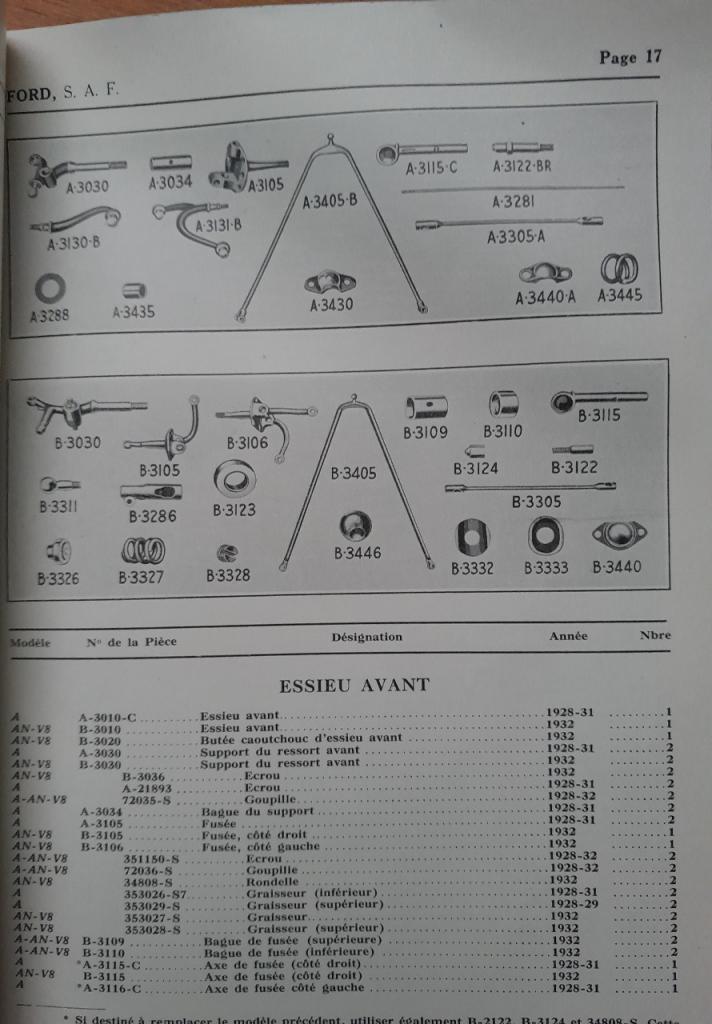 Page 17
FORD, S. A. F.
A-3030 A-3034 A-3105 A-3405-B A-3115-C A-3122-BR
A-3281
A-3130-B A-3131-B A-3305-A
A-3288 A-3435 A-3430 A-3440-A A-3445
B-3030 B-3105 B-3106 B-3109 B-3110 B-3115
B-3124 B-3122
B-3311 B-3286 B-3123 B-3405 B-3305
B-3326 B-3327 B-3328 B-3446 B-3332 B-3333 B-3440
Modèle N° de la Pièce Désignation Année Nbre
ESSIEU AVANT
A A-3010-C Essieu avant 1928-31 1
AN-V8 B-3010 Essieu avant 1932 1
AN-V8 B-3020 Butée caoutchouc d'essieu avant 1932 1
A A-3030 Support du ressort avant 1928-31 2
AN-V8 B-3030 Support du ressort avant 1932 2
AN-V8 B-3036 Ecrou 1932 2
A A-21893 Ecrou 1928-31 2
A-AN-V8 72035-S Goupille 1928-32 2
A A-3034 Bague du support 1928-31 2
A A-3105 Fusée 1928-31 2
AN-V8 B-3105 Fusée, côté droit 1932 1
AN-V8 B-3106 Fusée, côté gauche 1932 1
A-AN-V8 351150-S Ecrou 1928-32 2
A-AN-V8 72036-S Goupille 1928-32 2
AN-V8 34808-S Rondelle 1932 2
A 353026-S7 Graisseur (inférieur) 1928-31 2
A 353029-S Graisseur (supérieur) 1928-29 2
AN-V8 353027-S Graisseur 1932 2
AN-V8 353028-S Graisseur (supérieur) 1932 2
A-AN-V8 B-3109 Bague de fusée (supérieure) 1932 2
A-AN-V8 B-3110 Bague de fusée (inférieure) 1932 2
A *A-3115-C Axe de fusée (côté droit) 1928-31 1
AN-V8 B-3115 Axe de fusée (côté droit) 1932 1
A *A-3116-C Axe de fusée côté gauche 1928-31 1
* Si destiné à remplacer le modèle précédent, utiliser également B-2122, B-3124 et 34808-S. Cette